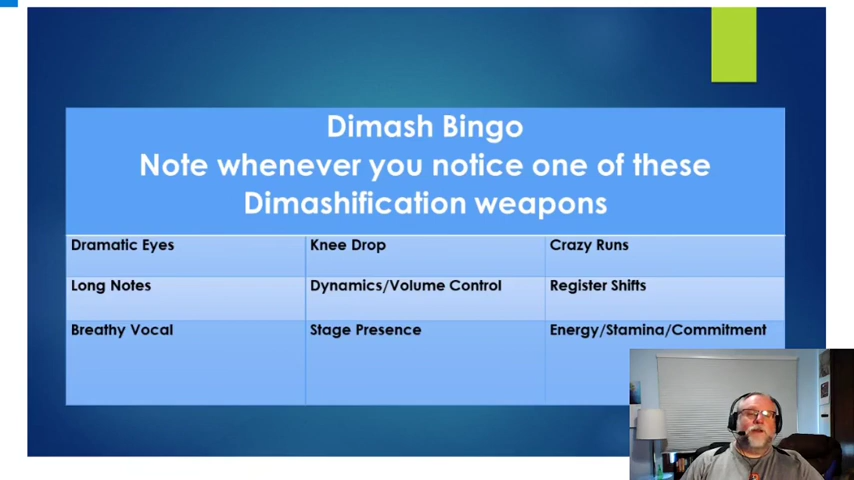 Dimash Bingo
Note whenever you notice one of these
Dimashification weapons
Dramatic Eyes
Knee Drop
Crazy Runs
Long Notes
Dynamics/Volume Control
Register Shifts
Breathy Vocal
Stage Presence
Energy/Stamina/Commitment